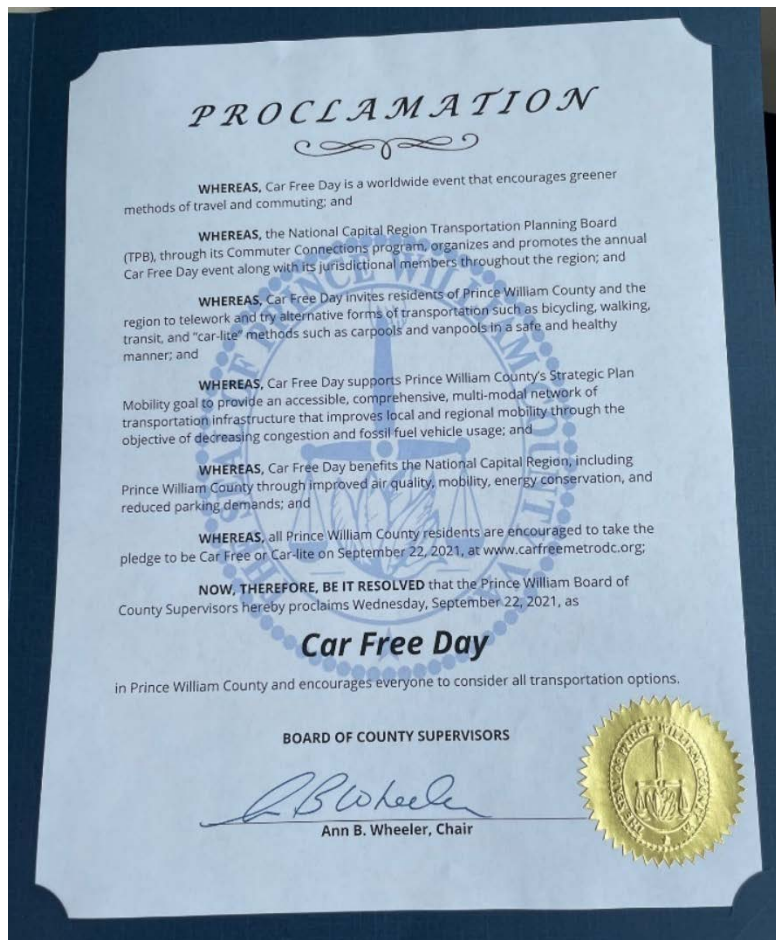 PROCLAMATION
WHEREAS, Car Free Day is a worldwide event that encourages greener
methods of travel and commuting; and
WHEREAS, the National Capital Region Transportation Planning Board
(TPB), through its Commuter Connections program, organizes and promotes the annual
Car Free Day event along with its jurisdictional members throughout the region; and
WHEREAS, Car Free Day invites residents of Prince William County and the
region to telework and try alternative forms of transportation such as bicycling, walking,
transit, and "car-lite" methods such as carpools and vanpools in a safe and healthy
manner; and
WHEREAS, Car Free Day supports Prince William County's Strategic Plan
Mobility goal to provide an accessible, comprehensive, multi-modal network of
transportation infrastructure that improves local and regional mobility through the
objective of decreasing congestion and fossil fuel vehicle usage; and
WHEREAS, Car Free Day benefits the National Capital Region, including
Prince William County through improved air quality, mobility, energy conservation, and
reduced parking demands; and
WHEREAS, all Prince William County residents are encouraged to take the
pledge to be Car Free or Car-lite on September 22, 2021, at www.carfreemetrodc.org;
NOW, THEREFORE, BE IT RESOLVED that the Prince William Board of
County Supervisors hereby proclaims Wednesday, September 22, 2021, as
Car Free Day
in Prince William County and encourages everyone to consider all transportation options.
BOARD OF COUNTY SUPERVISORS
A B Wheeler
Ann B. Wheeler, Chair
THE SEAL OF PRINCE WILLIAM COUNTY VA